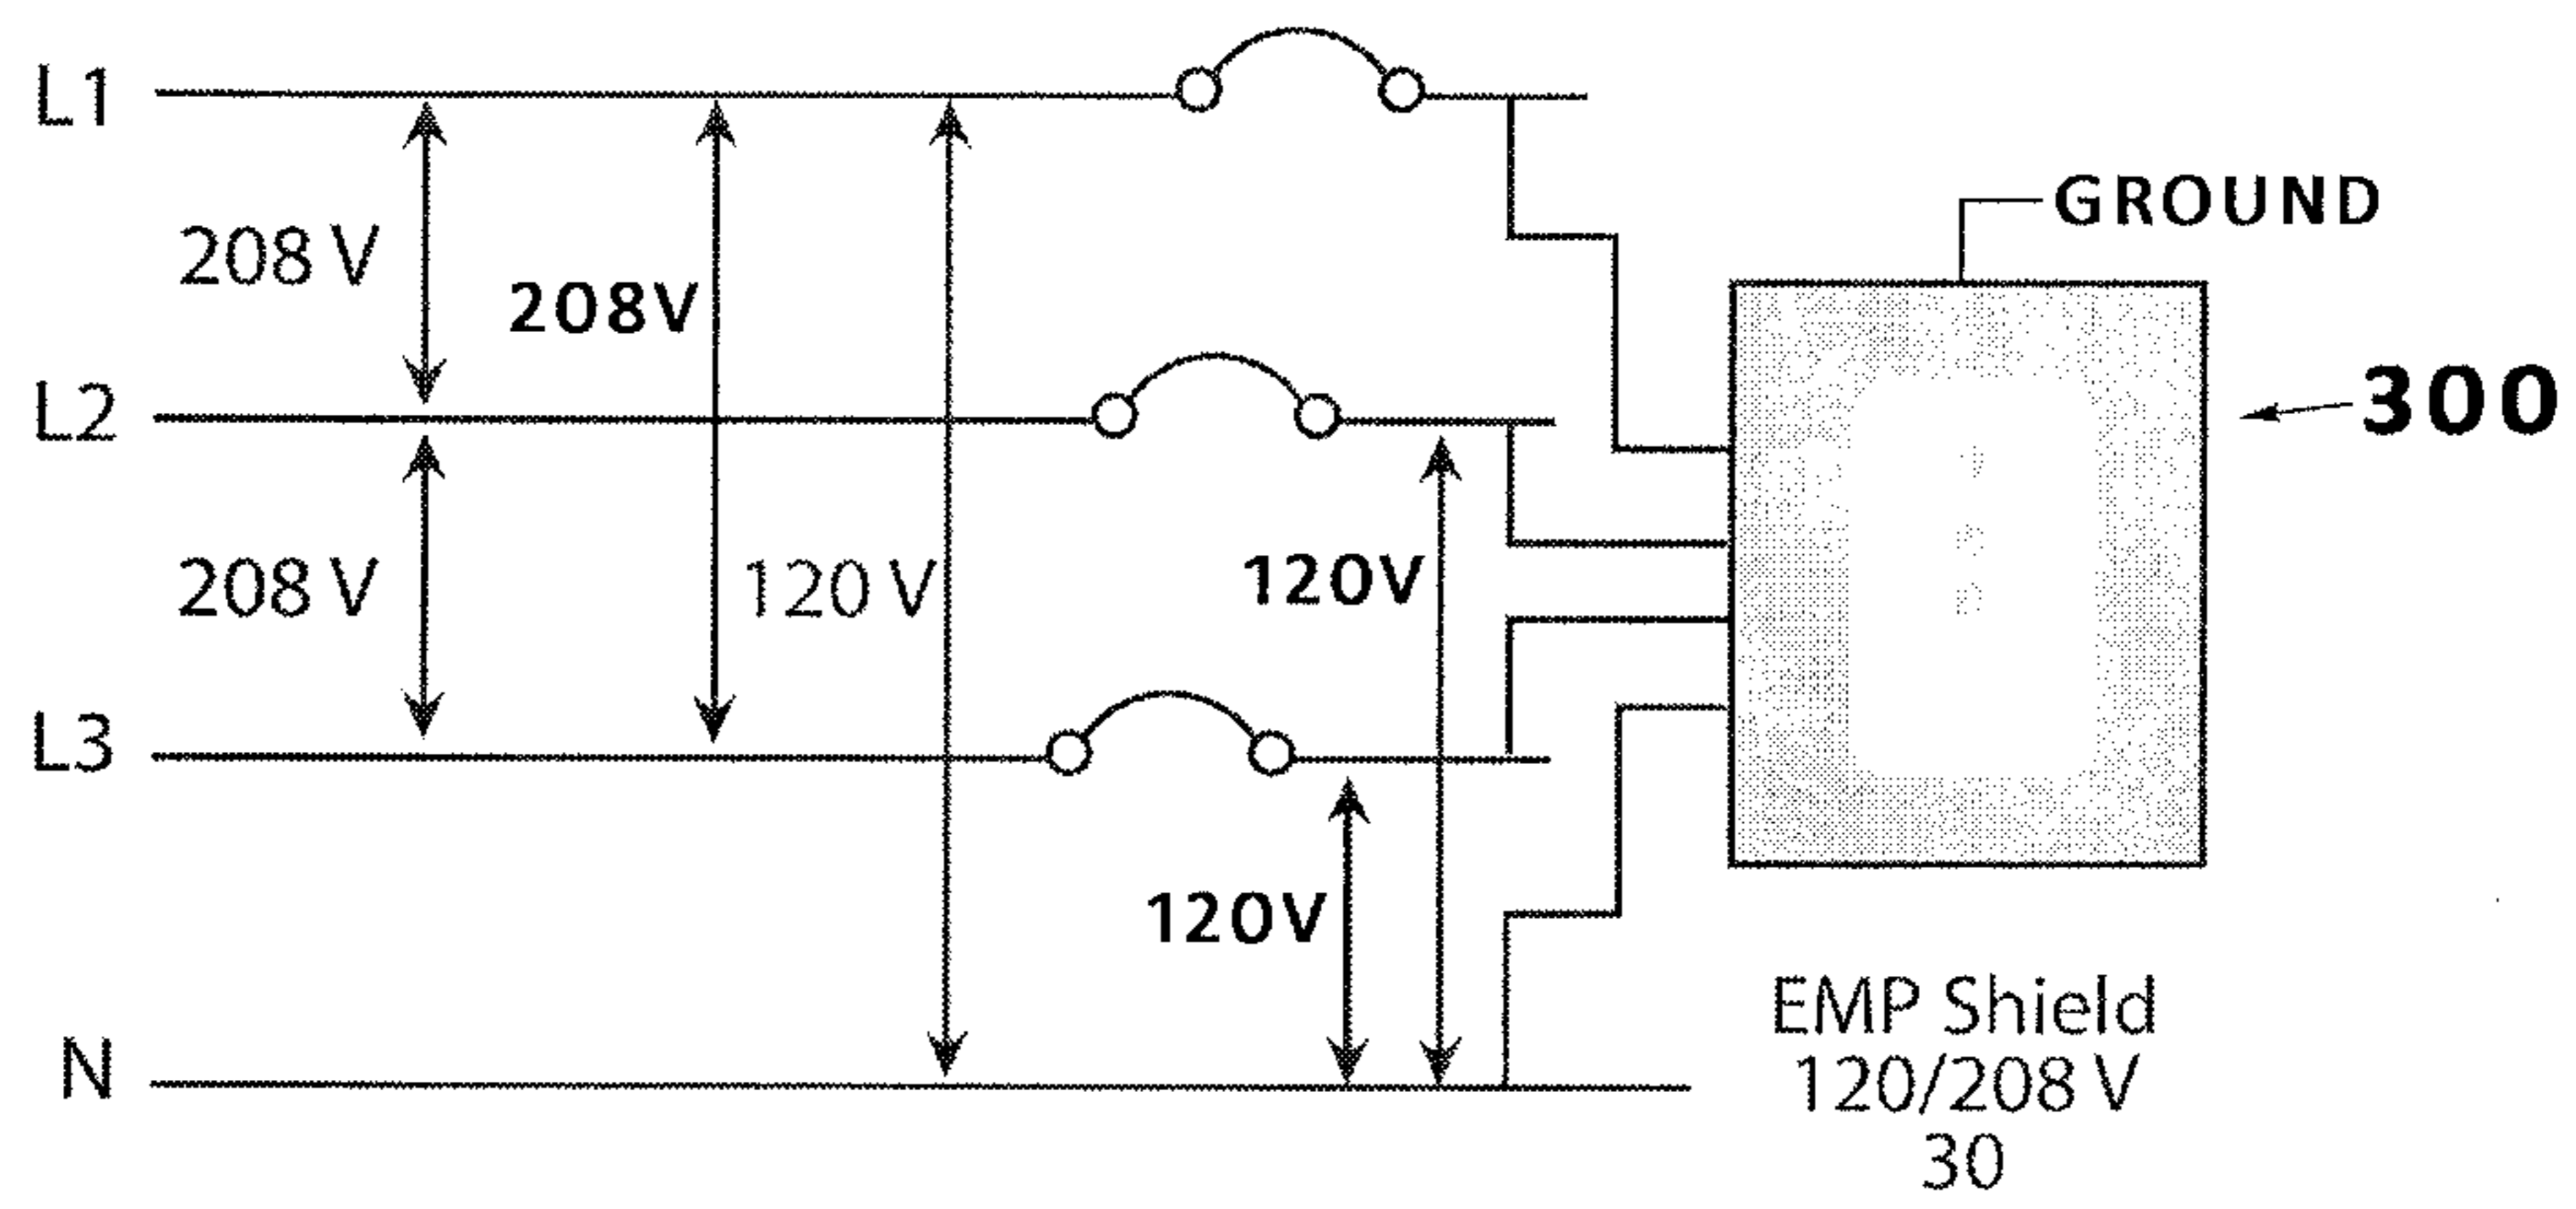 L1
GROUND
208 V
208V
300
L2
208 V
120 V
120V
L3
120V
EMP Shield
N
120/208 V
30